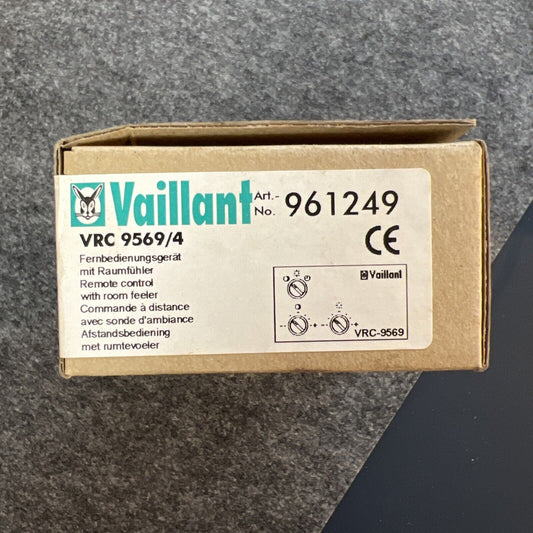 Vaillant Art.-No. 961249
VRC 9569/4
CE
Fernbedienungsgerät
mit Raumfühler
Remote control
with room feeler
Commande à distance
avec sonde d'ambiance
Afstandsbediening
met rumtevoeler
Vaillant
- + - +
VRC-9569